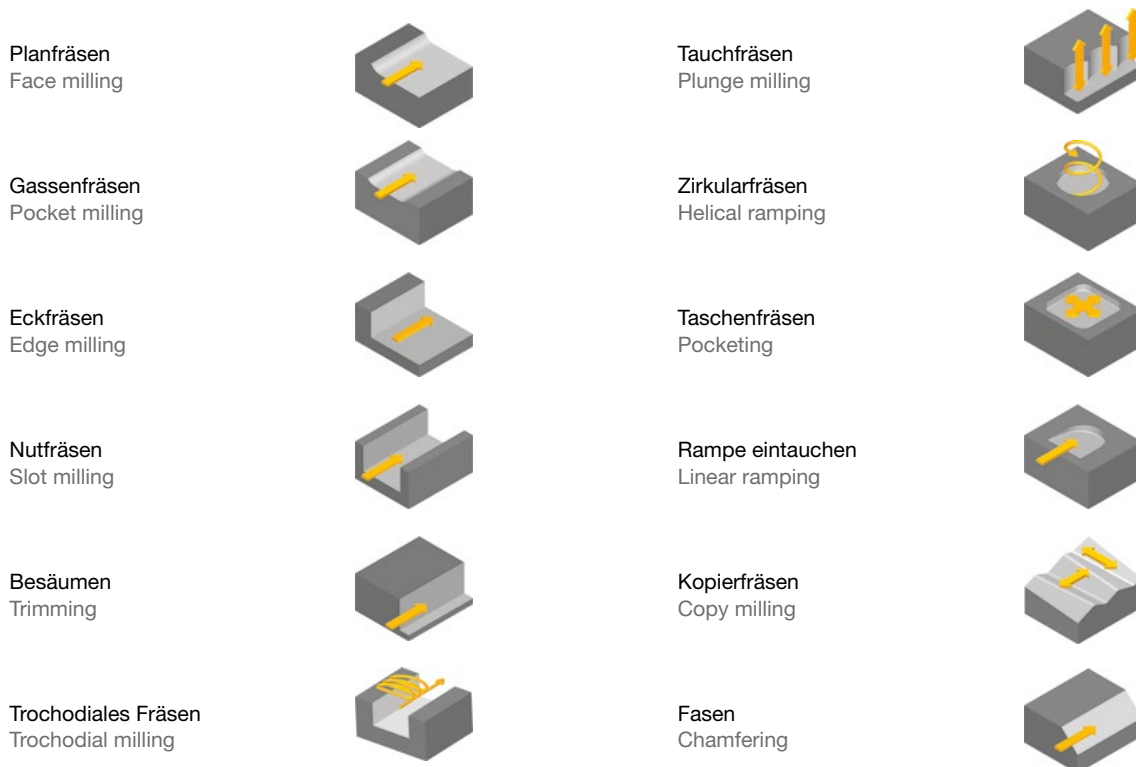 Planfräsen
Face milling
Gassenfräsen
Pocket milling
Eckfräsen
Edge milling
Nutfräsen
Slot milling
Besäumen
Trimming
Trochodiales Fräsen
Trochodial milling
Tauchfräsen
Plunge milling
Zirkularfräsen
Helical ramping
Taschenfräsen
Pocketing
Rampe eintauchen
Linear ramping
Kopierfräsen
Copy milling
Fasen
Chamfering